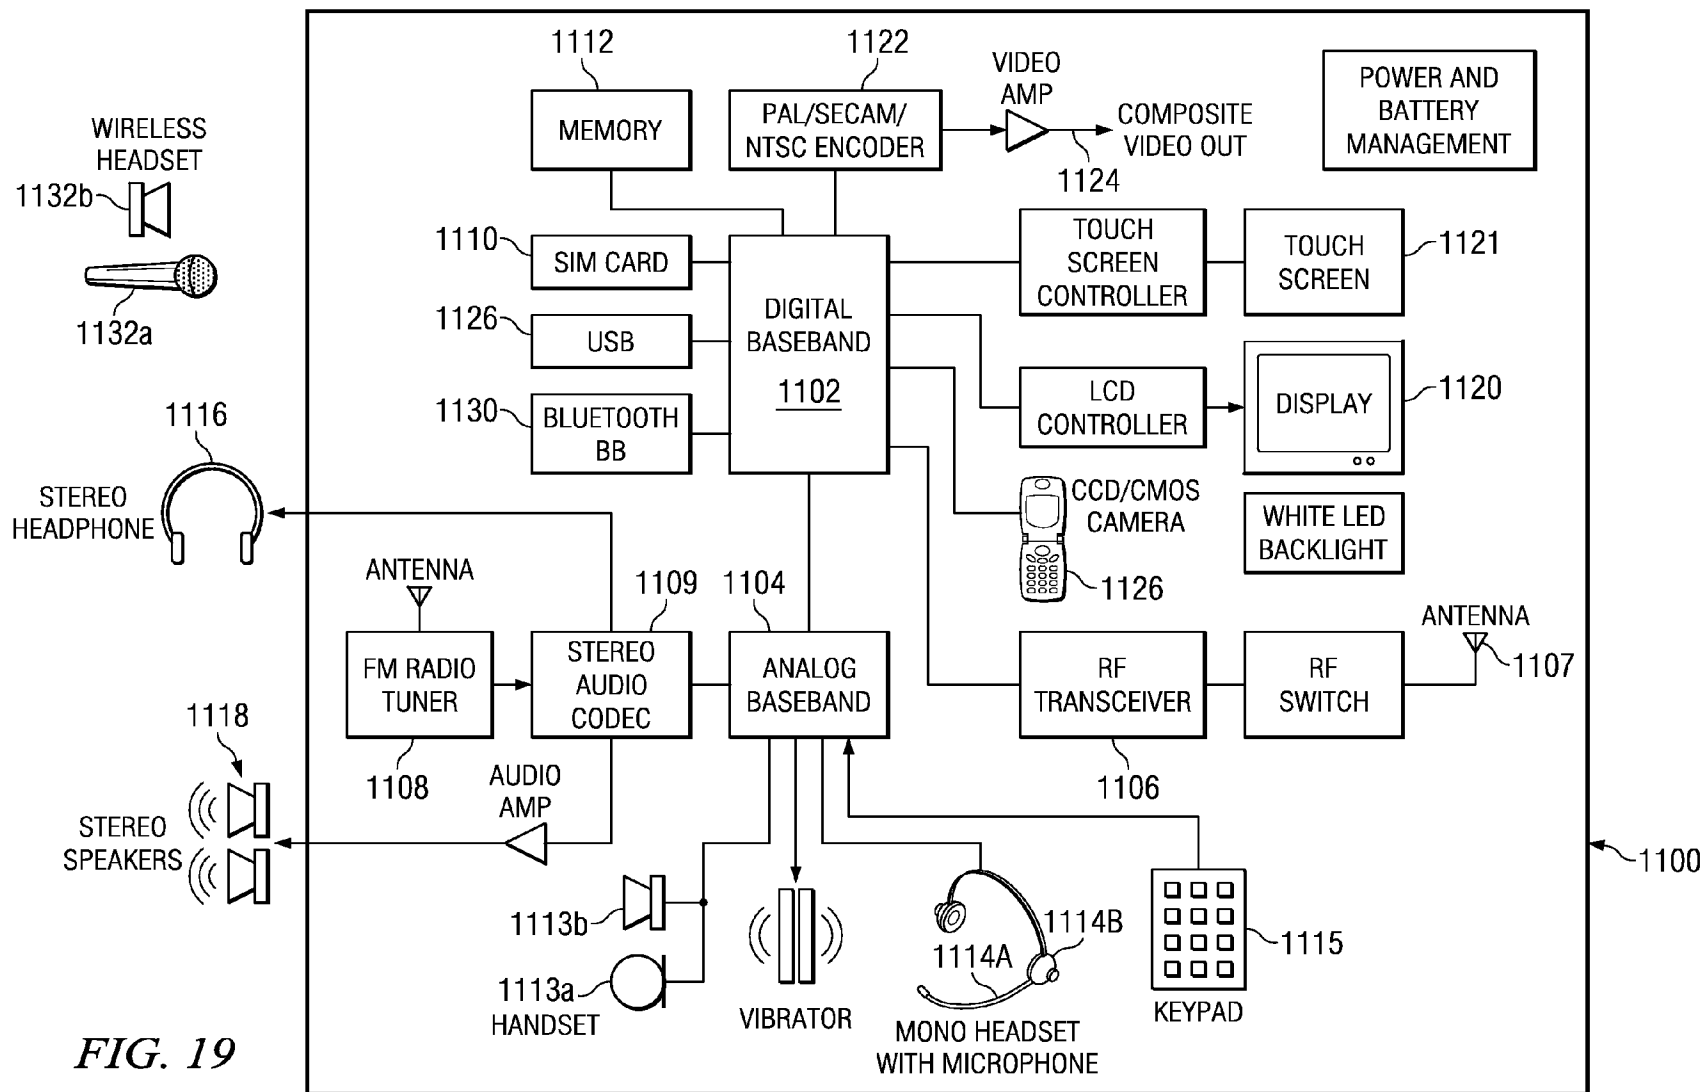 1112
1122
VIDEO
AMP
POWER AND
BATTERY
MANAGEMENT
MEMORY
PAL/SECAM/
NTSC ENCODER
COMPOSITE
VIDEO OUT
1124
WIRELESS
HEADSET
1132b
1132a
1110
SIM CARD
1126
USB
1130
BLUETOOTH
BB
DIGITAL
BASEBAND
1102
TOUCH
SCREEN
CONTROLLER
TOUCH
SCREEN
1121
LCD
CONTROLLER
DISPLAY
1120
1116
STEREO
HEADPHONE
CCD/CMOS
CAMERA
1126
WHITE LED
BACKLIGHT
ANTENNA
1109
1104
ANTENNA
1107
FM RADIO
TUNER
STEREO
AUDIO
CODEC
ANALOG
BASEBAND
RF
TRANSCEIVER
RF
SWITCH
1118
1108
AUDIO
AMP
1106
STEREO
SPEAKERS
1100
1113b
1113a
HANDSET
VIBRATOR
1114A
1114B
MONO HEADSET
WITH MICROPHONE
1115
KEYPAD
FIG. 19